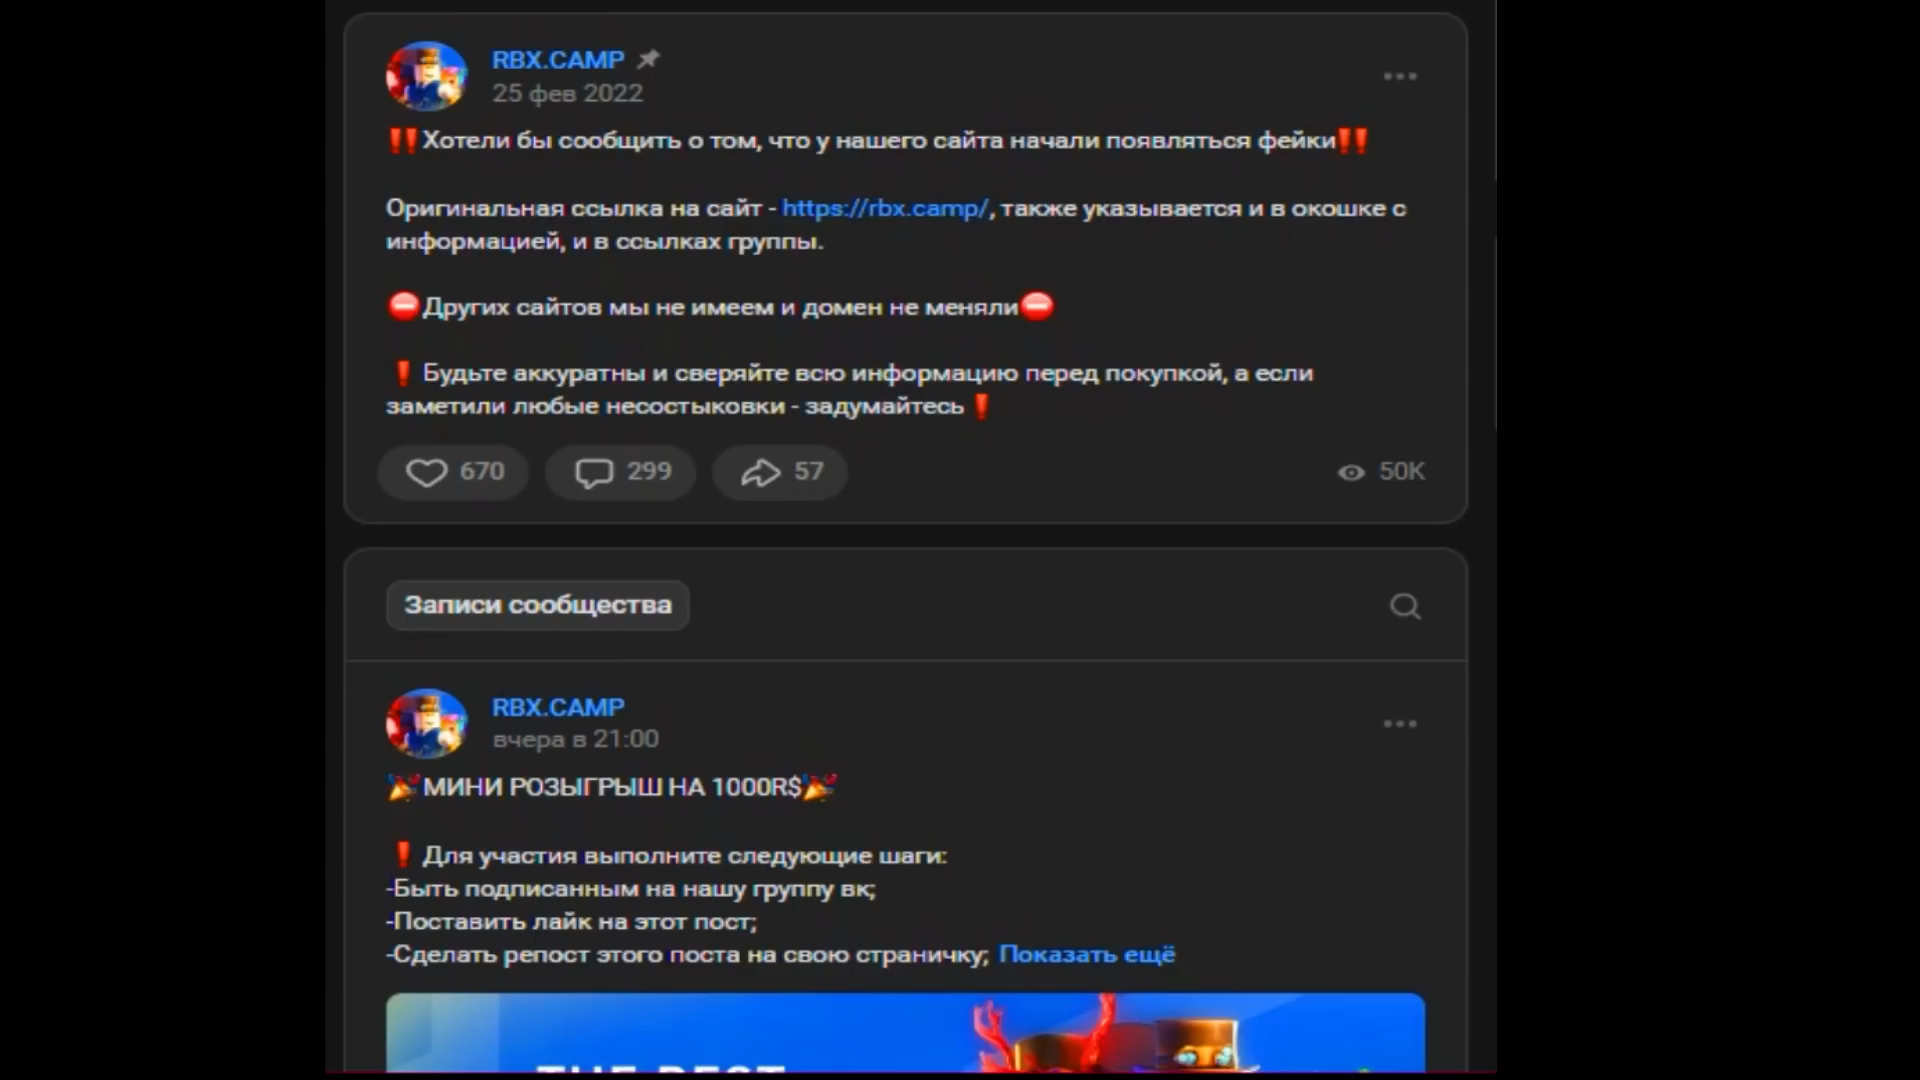 RBX.CAMP
25 фев 2022
‼️Хотели бы сообщить о том, что у нашего сайта начали появляться фейки‼️
Оригинальная ссылка на сайт - https://rbx.camp/, также указывается и в окошке с
информацией, и в ссылках группы.
⛔Других сайтов мы не имеем и домен не меняли⛔
❗Будьте аккуратны и сверяйте всю информацию перед покупкой, а если
заметили любые несостыковки - задумайтесь❗
670 299 57 50K
Записи сообщества
RBX.CAMP
вчера в 21:00
🎉МИНИ РОЗЫГРЫШ НА 1000R$🎉
❗Для участия выполните следующие шаги:
-Быть подписанным на нашу группу вк;
-Поставить лайк на этот пост;
-Сделать репост этого поста на свою страничку; Показать ещё
THE BEST